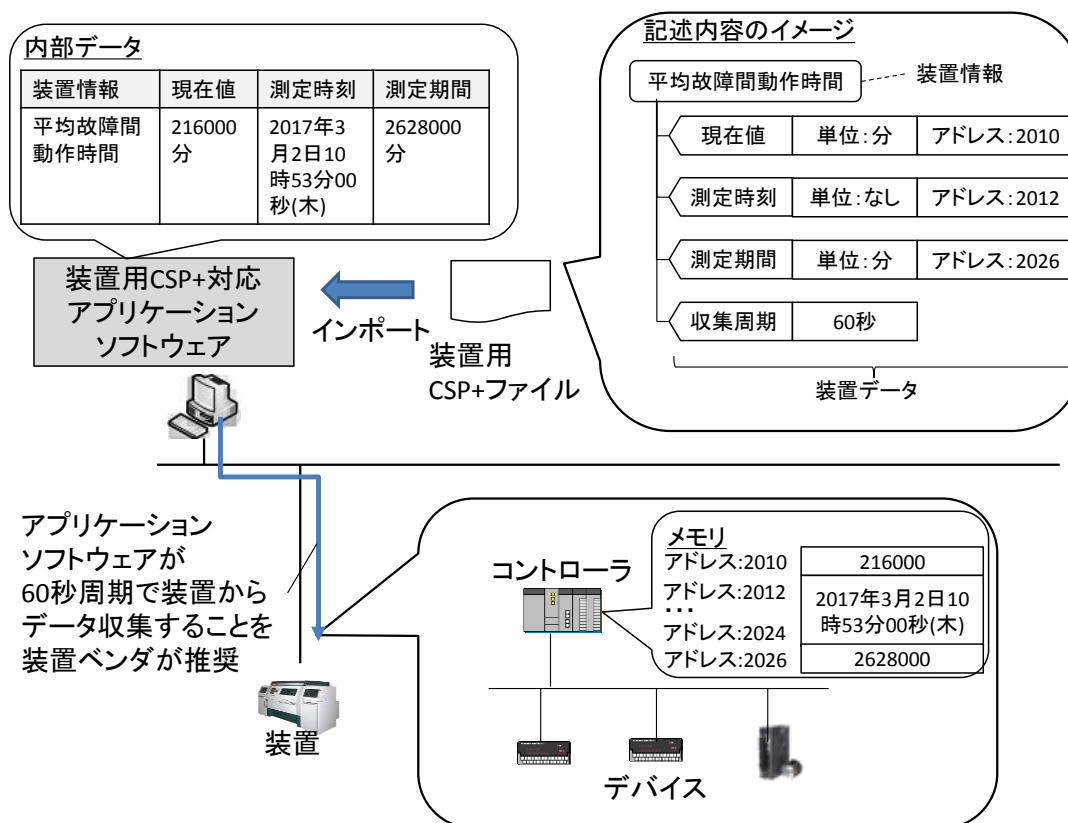 内部データ
装置情報 現在値 測定時刻 測定期間
平均故障間 216000 2017年3 2628000
動作時間 分 月2日10 分
時53分00
秒(木)
記述内容のイメージ
平均故障間動作時間 装置情報
現在値 単位:分 アドレス:2010
測定時刻 単位:なし アドレス:2012
測定期間 単位:分 アドレス:2026
収集周期 60秒
装置データ
装置用CSP+対応
アプリケーション
ソフトウェア
インポート
装置用
CSP+ファイル
アプリケーション
ソフトウェアが
60秒周期で装置から
データ収集することを
装置ベンダが推奨
装置
コントローラ
メモリ
アドレス:2010 216000
アドレス:2012 2017年3月2日10
・・・ 時53分00秒(木)
アドレス:2024
アドレス:2026 2628000
デバイス